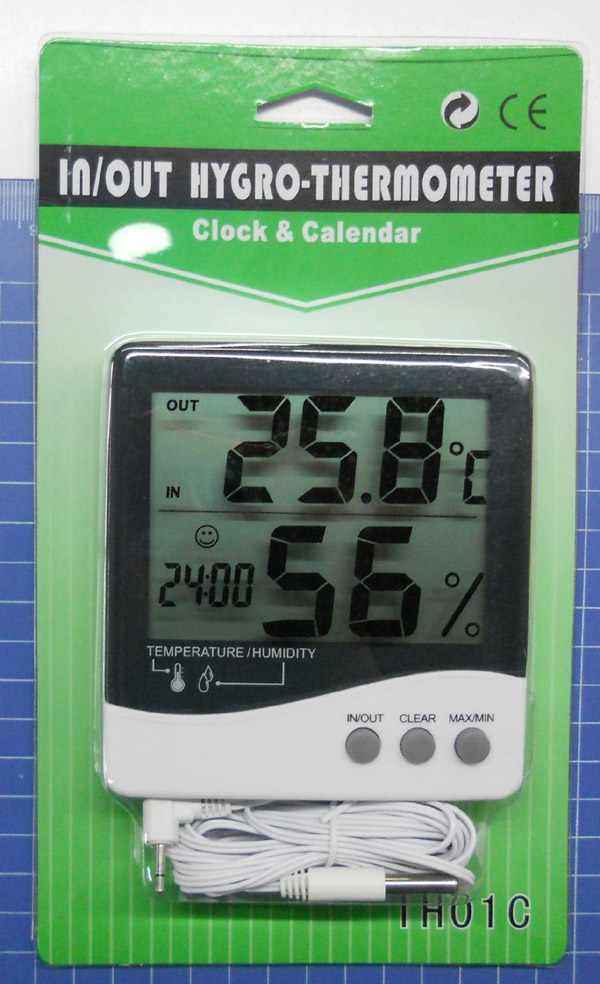 CE
IN/OUT HYGRO-THERMOMETER
Clock & Calendar
OUT
25.8°C
IN
24:00
56%
TEMPERATURE/HUMIDITY
IN/OUT CLEAR MAX/MIN
TH01C